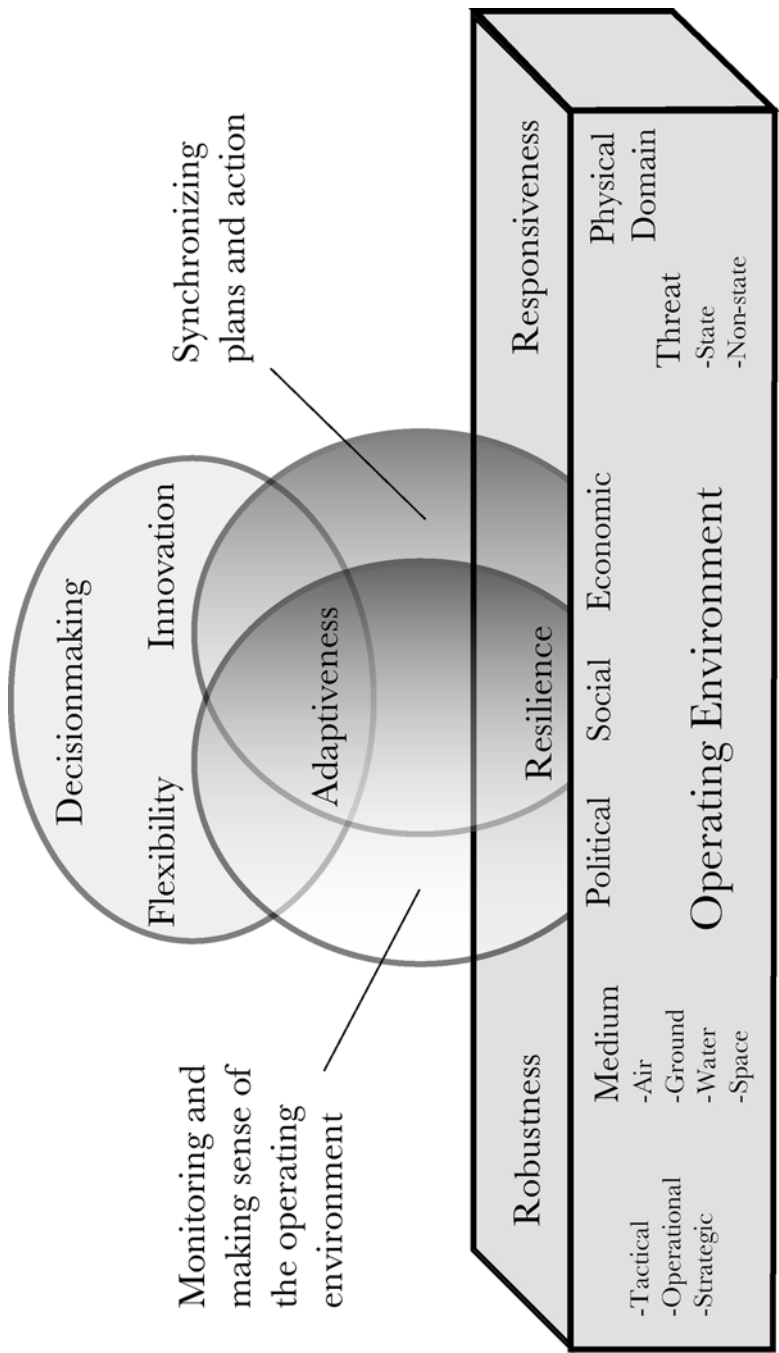 Decisionmaking
Flexibility
Innovation
Adaptiveness
Monitoring and
making sense of
the operating
environment
Synchronizing
plans and action
Robustness
Resilience
Responsiveness
-Tactical
-Operational
-Strategic
Medium
-Air
-Ground
-Water
-Space
Political
Social
Economic
Operating Environment
Threat
-State
-Non-state
Physical
Domain